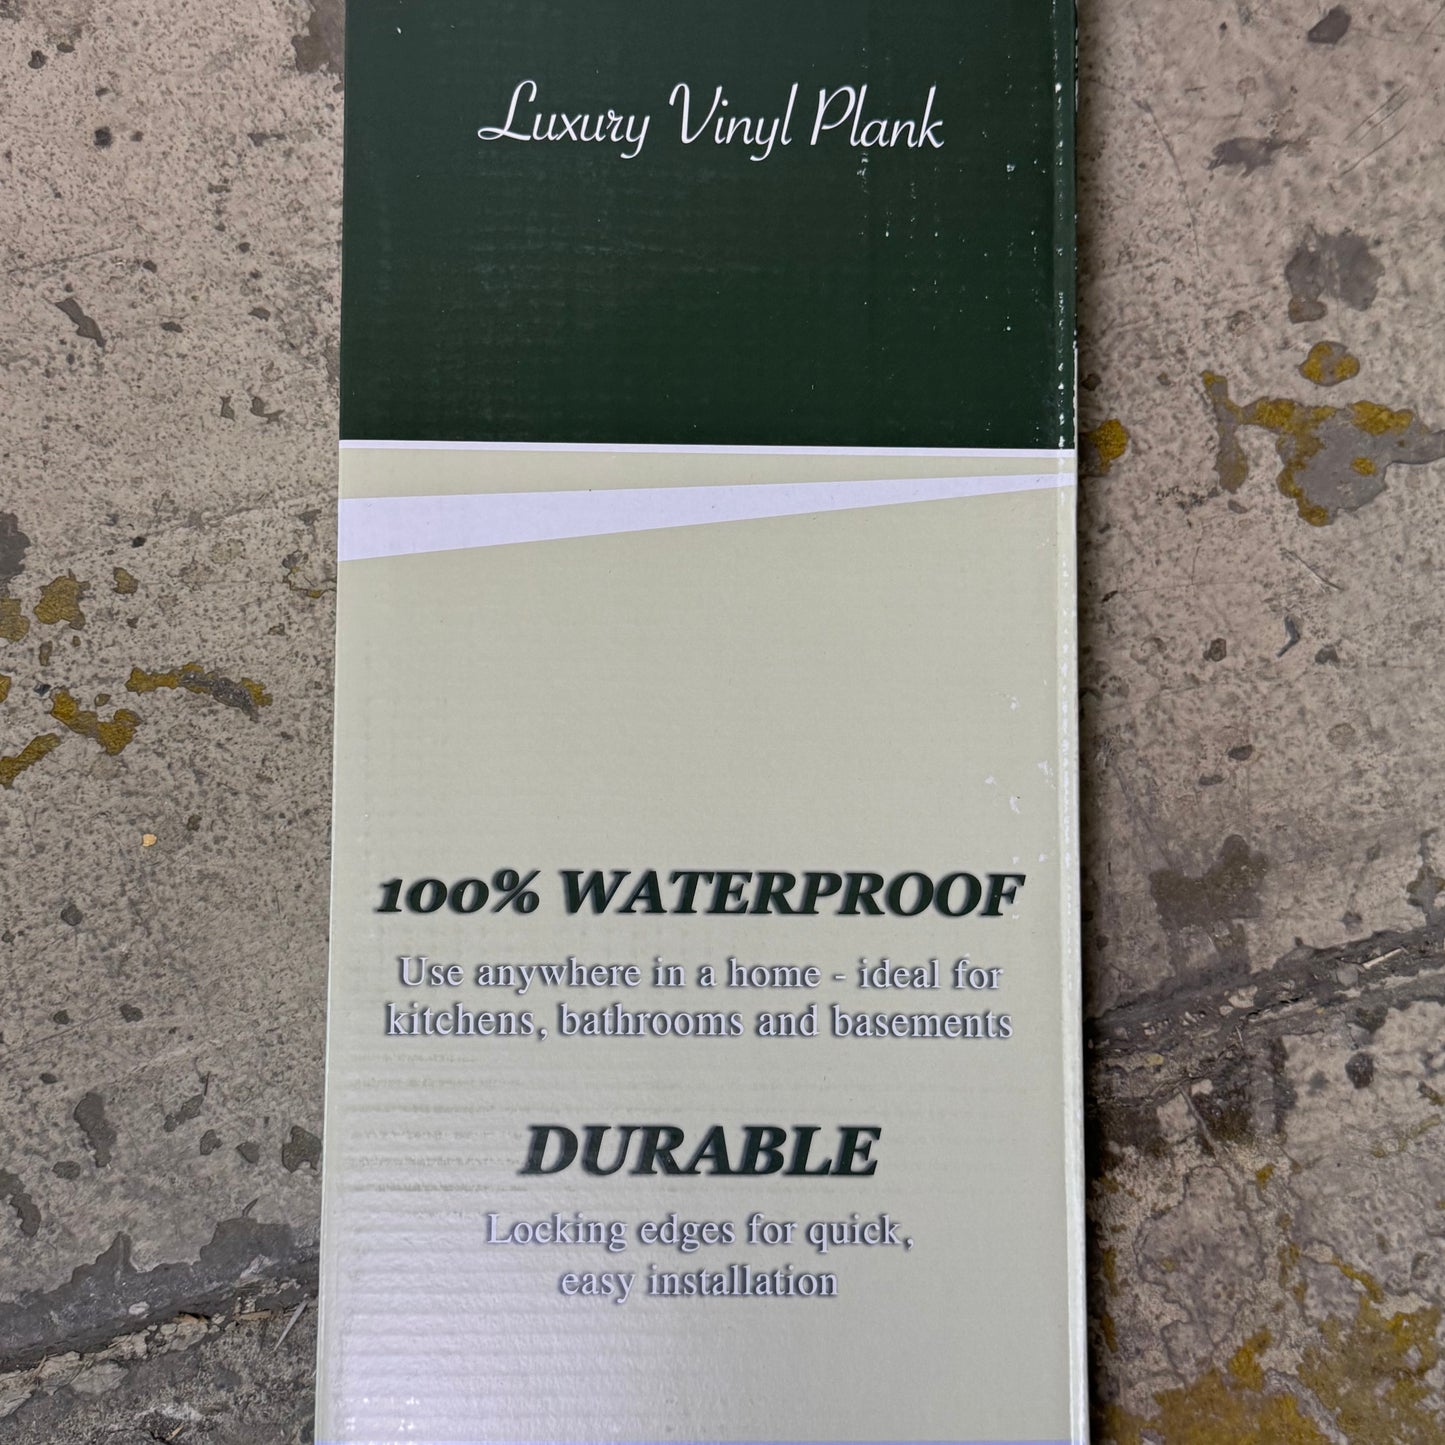 Luxury Vinyl Plank
100% WATERPROOF
Use anywhere in a home - ideal for
kitchens, bathrooms and basements
DURABLE
Locking edges for quick,
easy installation